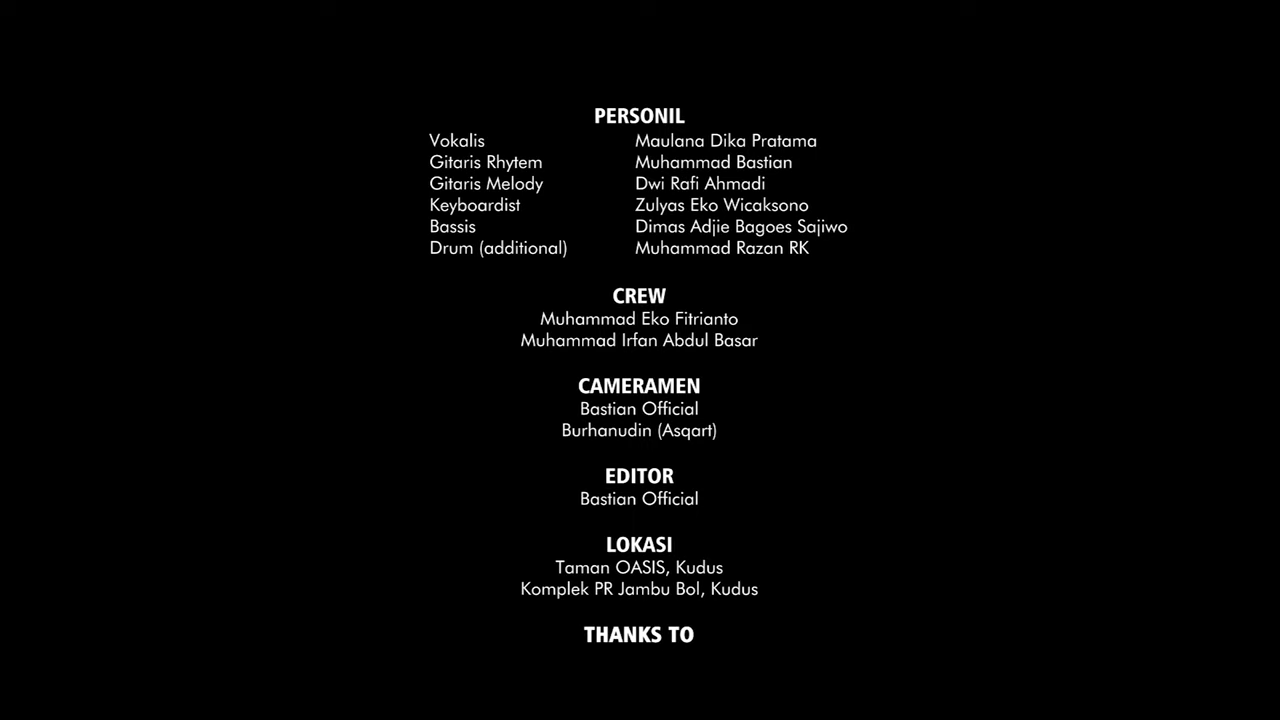 PERSONIL
Vokalis Maulana Dika Pratama
Gitaris Rhytem Muhammad Bastian
Gitaris Melody Dwi Rafi Ahmadi
Keyboardist Zulyas Eko Wicaksono
Bassis Dimas Adjie Bagoes Sajiwo
Drum (additional) Muhammad Razan RK
CREW
Muhammad Eko Fitrianto
Muhammad Irfan Abdul Basar
CAMERAMEN
Bastian Official
Burhanudin (Asqart)
EDITOR
Bastian Official
LOKASI
Taman OASIS, Kudus
Komplek PR Jambu Bol, Kudus
THANKS TO